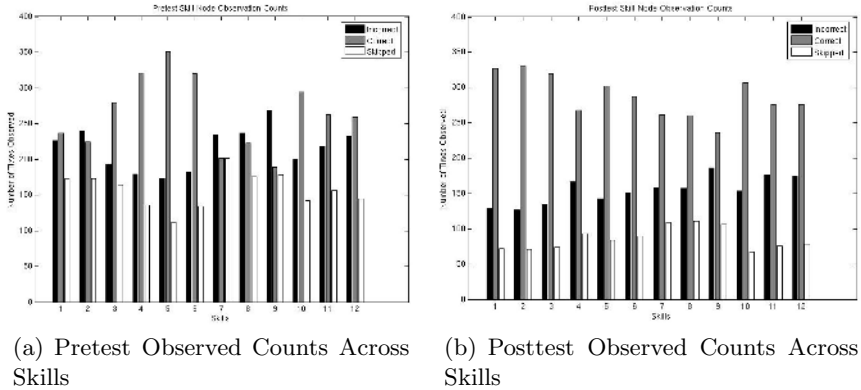 Pretest Skill Node Observation Counts
400
350
300
250
200
150
100
50
0
Number of Times Observed
Incorrect
Correct
Skipped
1 2 3 4 5 6 7 8 9 10 11 12
Skills
(a) Pretest Observed Counts Across
Skills
Posttest Skill Node Observation Counts
400
350
300
250
200
150
100
50
0
Number of Times Observed
Incorrect
Correct
Skipped
1 2 3 4 5 6 7 8 9 10 11 12
Skills
(b) Posttest Observed Counts Across
Skills